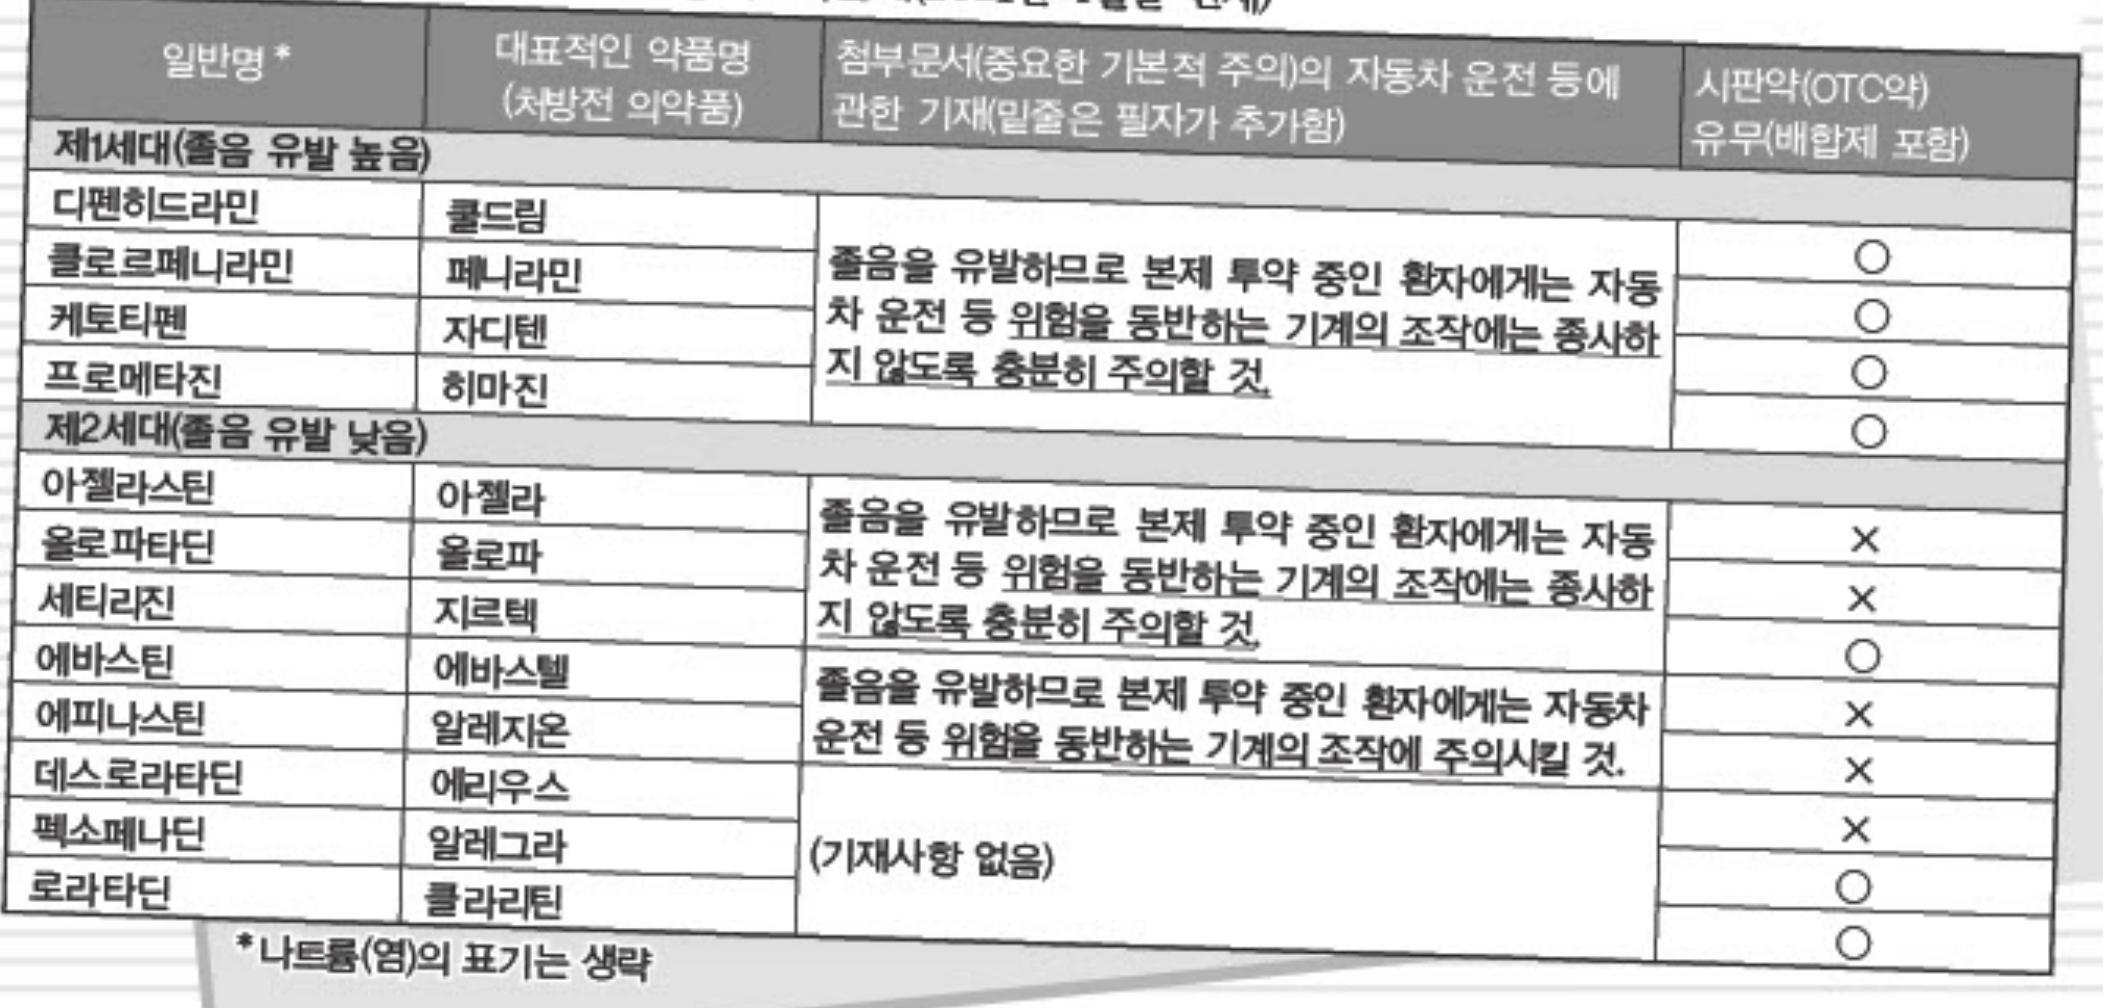 일반명 *
대표적인 약품명
(처방전 의약품)
첨부문서(중요한 기본적 주의)의 자동차 운전 등에
관한 기재(밑줄은 필자가 추가함)
시판약(OTC약)
유무(배합제 포함)
제1세대(졸음 유발 높음)
디펜히드라민 쿨드림 ○
클로르페니라민 페니라민 ○
케토티펜 자디텐 ○
프로메타진 히마진 ○
졸음을 유발하므로 본제 투약 중인 환자에게는 자동
차 운전 등 위험을 동반하는 기계의 조작에는 종사하
지 않도록 충분히 주의할 것.
제2세대(졸음 유발 낮음)
아젤라스틴 아젤라 ×
올로파타딘 올로파 ×
세티리진 지르텍 ○
졸음을 유발하므로 본제 투약 중인 환자에게는 자동
차 운전 등 위험을 동반하는 기계의 조작에는 종사하
지 않도록 충분히 주의할 것.
에바스틴 에바스텔 ×
에피나스틴 알레지온 ×
졸음을 유발하므로 본제 투약 중인 환자에게는 자동차
운전 등 위험을 동반하는 기계의 조작에 주의시킬 것.
데스로라타딘 에리우스 ×
펙소페나딘 알레그라 ○
로라타딘 클라리틴 ○
(기재사항 없음)
*나트륨(염)의 표기는 생략